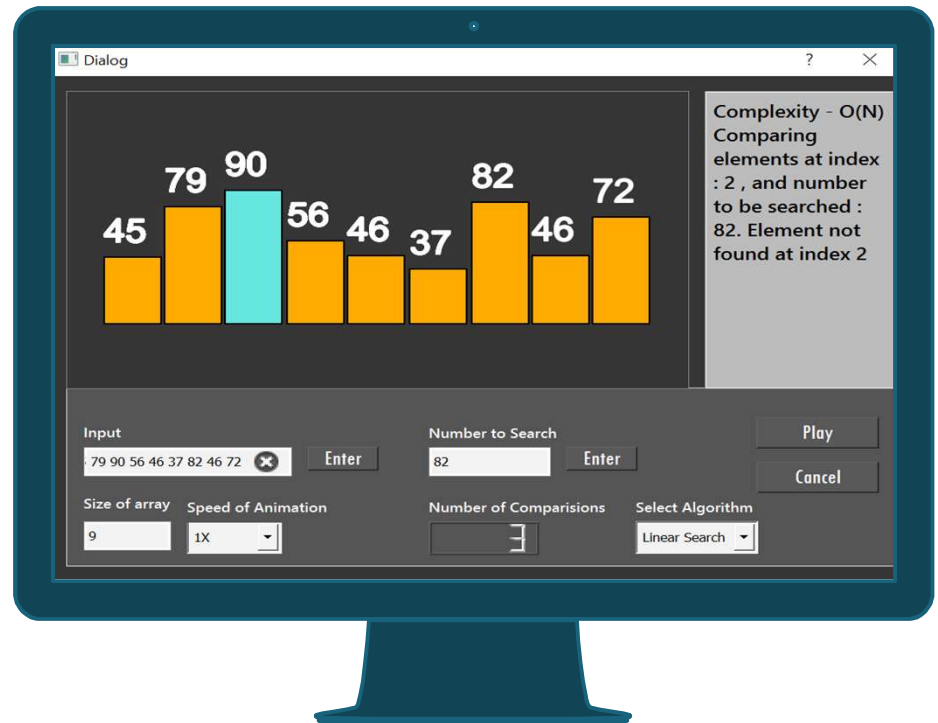 Dialog
?
45 79 90 56 46 37 82 46 72
Complexity - O(N)
Comparing
elements at index
: 2 , and number
to be searched :
82. Element not
found at index 2
Input
79 90 56 46 37 82 46 72
Enter
Number to Search
82
Enter
Play
Cancel
Size of array
9
Speed of Animation
1X
Number of Comparisions
3
Select Algorithm
Linear Search